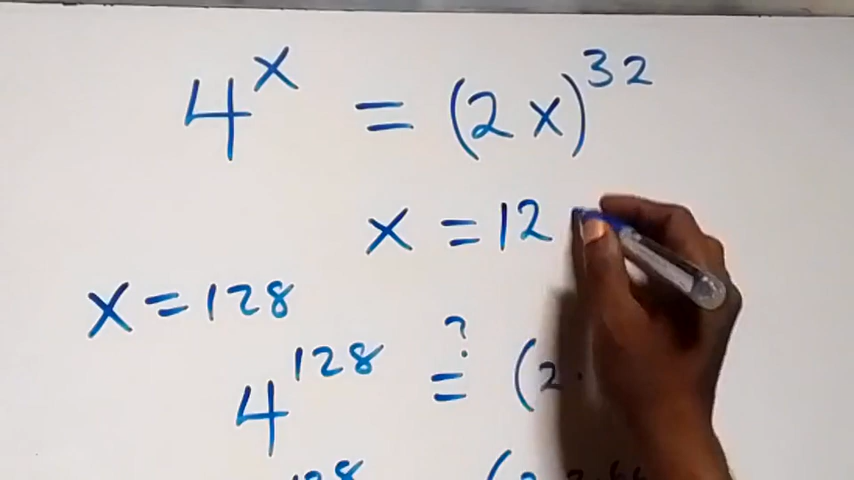 4^x = (2x)^32
x = 12
x = 128
4^128 =? (2.